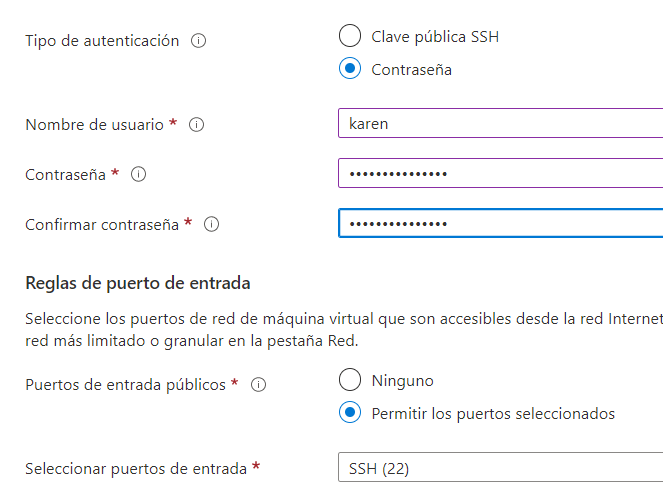 Tipo de autenticación
Clave pública SSH
Contraseña
Nombre de usuario *
karen
Contraseña *
•••••••••••••••
Confirmar contraseña *
•••••••••••••••
Reglas de puerto de entrada
Seleccione los puertos de red de máquina virtual que son accesibles desde la red Internet
red más limitado o granular en la pestaña Red.
Puertos de entrada públicos *
Ninguno
Permitir los puertos seleccionados
Seleccionar puertos de entrada *
SSH (22)